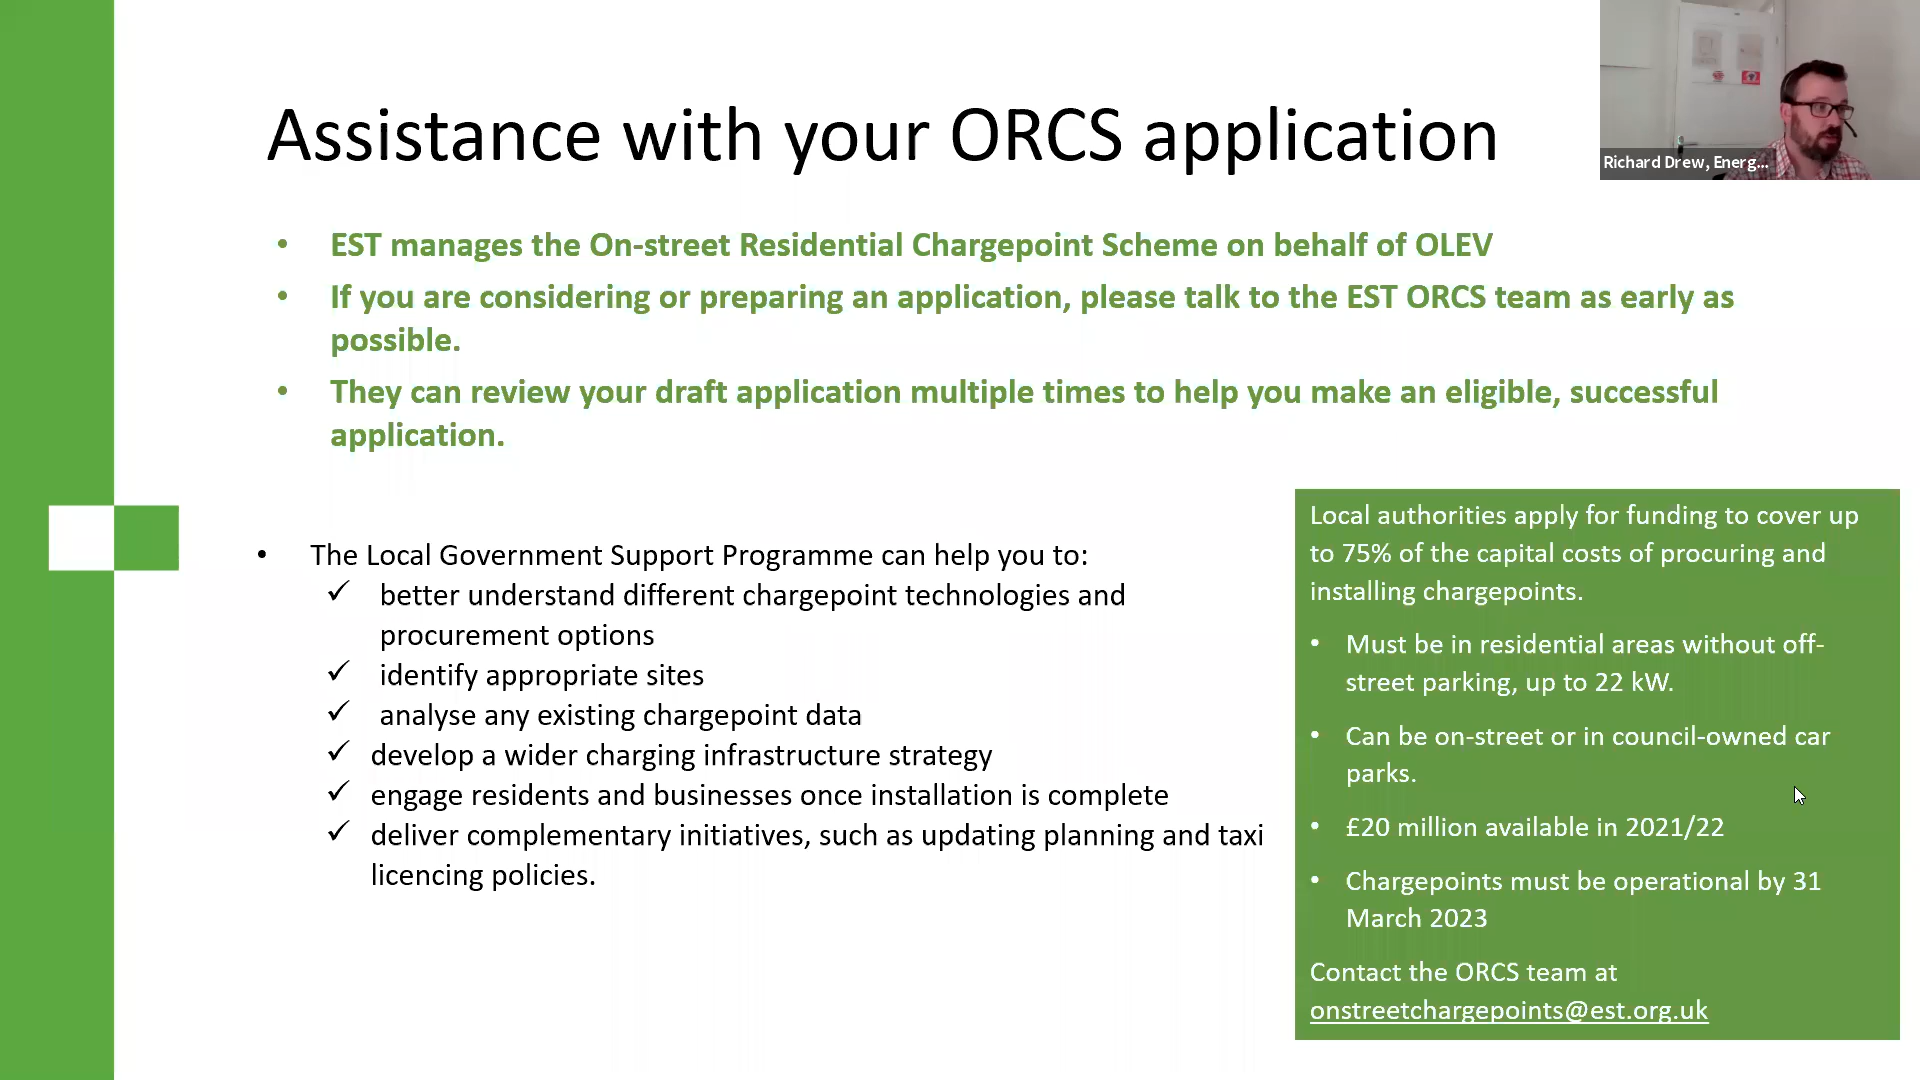 Assistance with your ORCS application
Richard Drew, Energ...
• EST manages the On-street Residential Chargepoint Scheme on behalf of OLEV
• If you are considering or preparing an application, please talk to the EST ORCS team as early as
possible.
• They can review your draft application multiple times to help you make an eligible, successful
application.
• The Local Government Support Programme can help you to:
✓ better understand different chargepoint technologies and
procurement options
✓ identify appropriate sites
✓ analyse any existing chargepoint data
✓ develop a wider charging infrastructure strategy
✓ engage residents and businesses once installation is complete
✓ deliver complementary initiatives, such as updating planning and taxi
licencing policies.
Local authorities apply for funding to cover up
to 75% of the capital costs of procuring and
installing chargepoints.
• Must be in residential areas without off-
street parking, up to 22 kW.
• Can be on-street or in council-owned car
parks.
• £20 million available in 2021/22
• Chargepoints must be operational by 31
March 2023
Contact the ORCS team at
onstreetchargepoints@est.org.uk